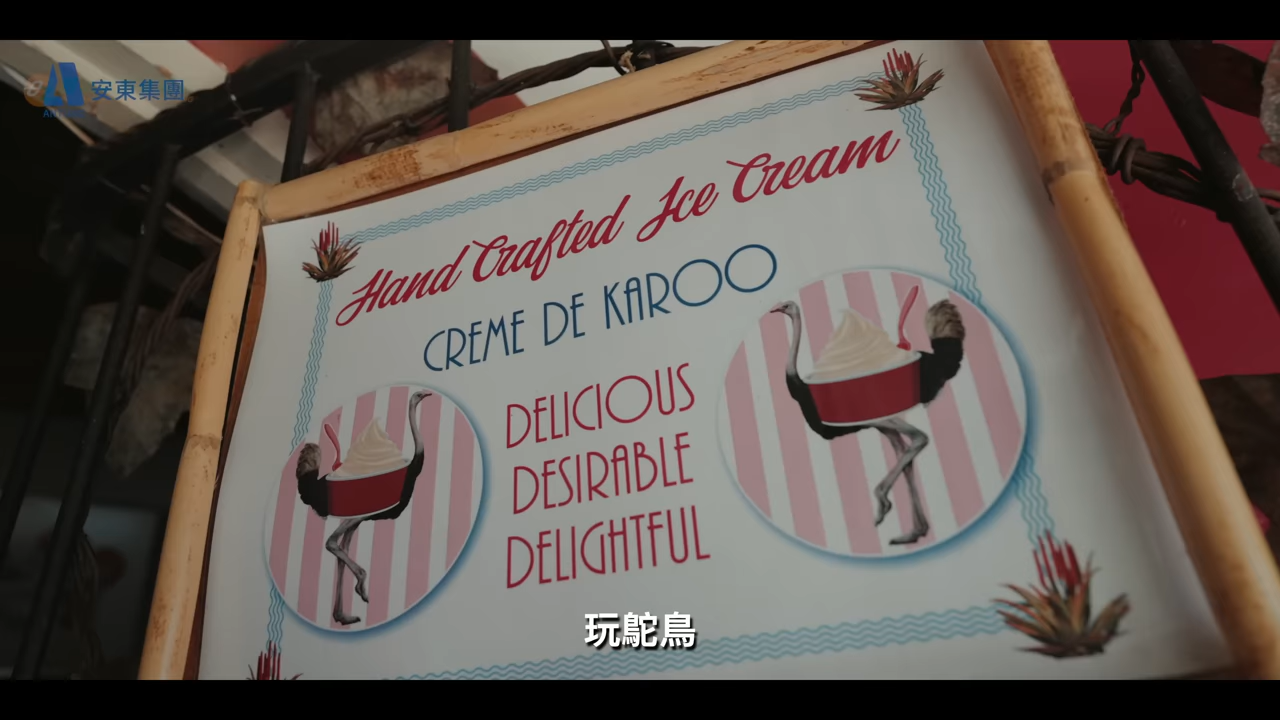 安東集團
Hand Crafted Ice Cream
CREME DE KAROO
DELICIOUS
DESIRABLE
DELIGHTFUL
玩鴕鳥